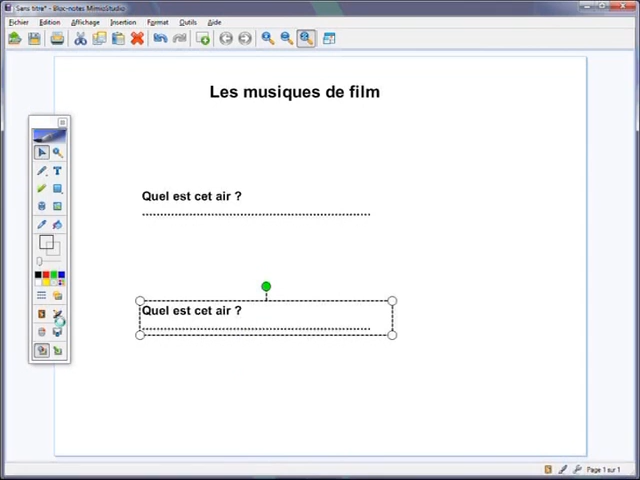 Sans titre* - Bloc-notes MimioStudio
Fichier Edition Affichage Insertion Format Outils Aide
Les musiques de film
Quel est cet air ?
..............................................................
Quel est cet air ?
..............................................................
Page 1 sur 1